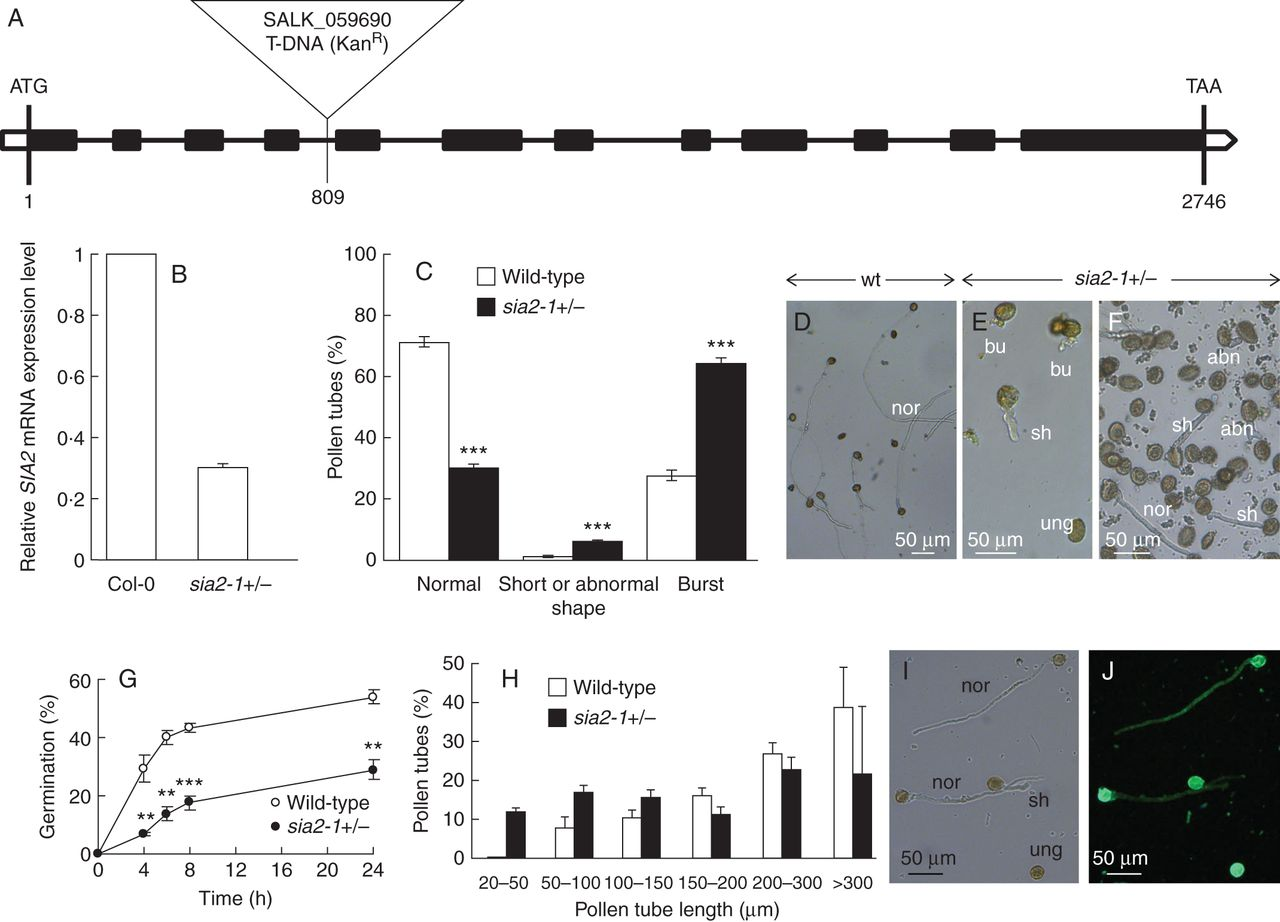 A
SALK_059690
T-DNA (KanR)
ATG
TAA
1
809
2746
B
Relative SIA2 mRNA expression level
1
0·8
0·6
0·4
0·2
0
Col-0
sia2-1+/–
C
Pollen tubes (%)
100
80
60
40
20
0
Wild-type
sia2-1+/–
***
***
***
Normal
Short or abnormal
shape
Burst
wt
sia2-1+/–
D
nor
50 μm
E
bu
bu
sh
ung
50 μm
F
abn
sh
abn
nor
sh
50 μm
G
Germination (%)
60
40
20
0
**
**
***
**
Wild-type
sia2-1+/–
0 4 8 12 16 20 24
Time (h)
H
Pollen tubes (%)
50
40
30
20
10
0
Wild-type
sia2-1+/–
20–50 50–100 100–150 150–200 200–300 >300
Pollen tube length (μm)
I
nor
nor
sh
ung
50 μm
J
50 μm